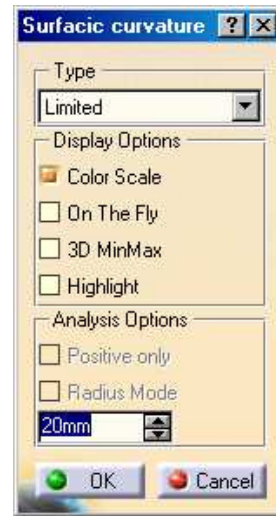 Surfacic curvature
Type
Limited
Display Options
Color Scale
On The Fly
3D MinMax
Highlight
Analysis Options
Positive only
Radius Mode
20mm
OK Cancel